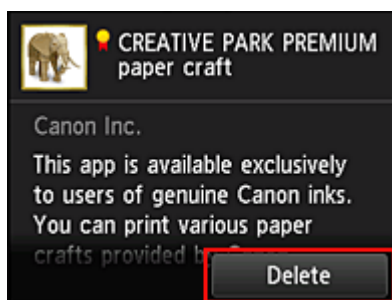 CREATIVE PARK PREMIUM
paper craft
Canon Inc.
This app is available exclusively
to users of genuine Canon inks.
You can print various paper
crafts provided
Delete